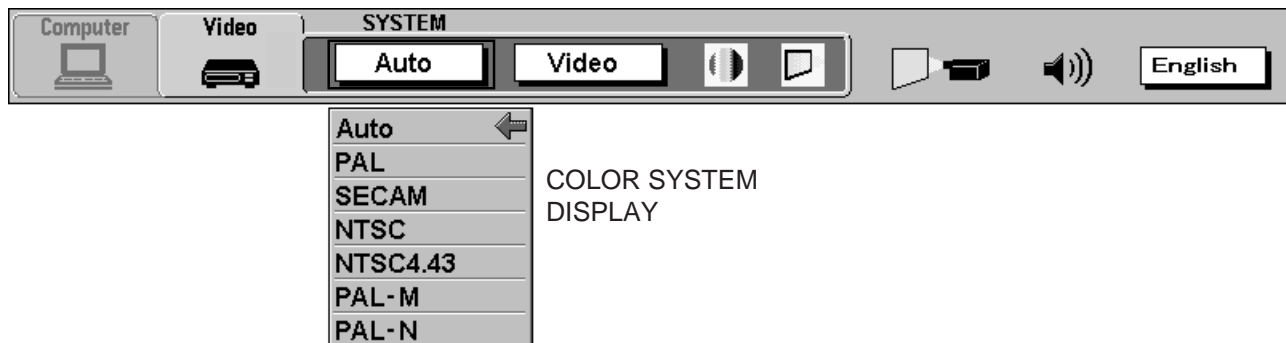 Computer Video SYSTEM
Auto Video English
Auto
PAL
SECAM
NTSC
NTSC4.43
PAL-M
PAL-N
COLOR SYSTEM
DISPLAY